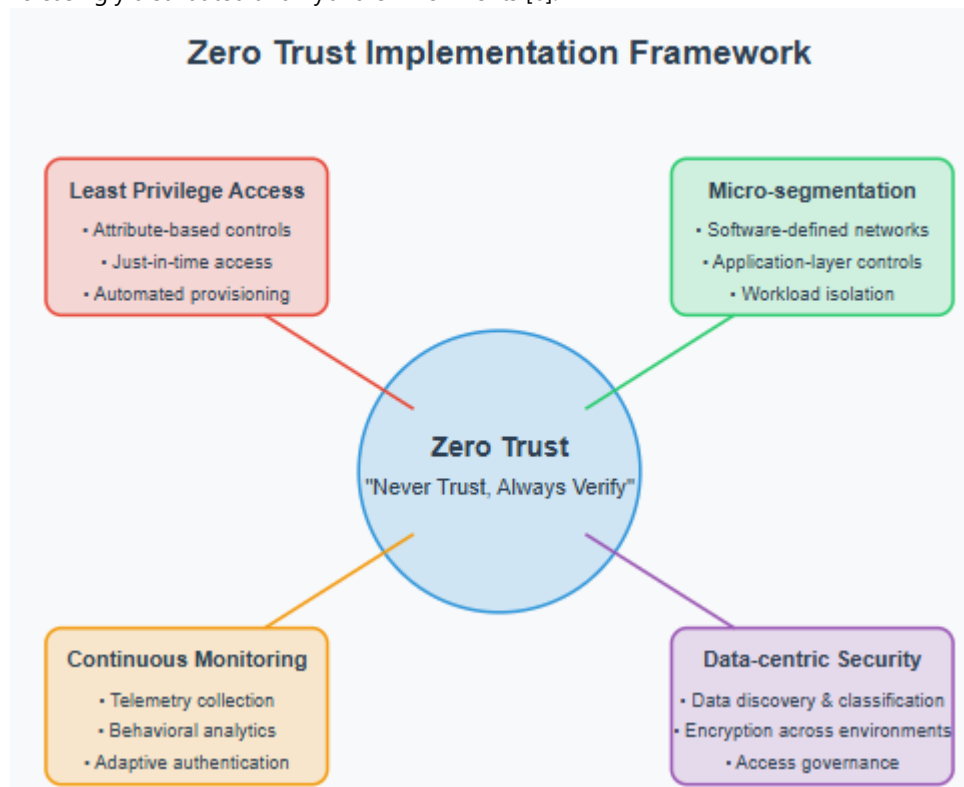 Zero Trust Implementation Framework
Least Privilege Access
• Attribute-based controls
• Just-in-time access
• Automated provisioning
Micro-segmentation
• Software-defined networks
• Application-layer controls
• Workload isolation
Zero Trust
"Never Trust, Always Verify"
Continuous Monitoring
• Telemetry collection
• Behavioral analytics
• Adaptive authentication
Data-centric Security
• Data discovery & classification
• Encryption across environments
• Access governance